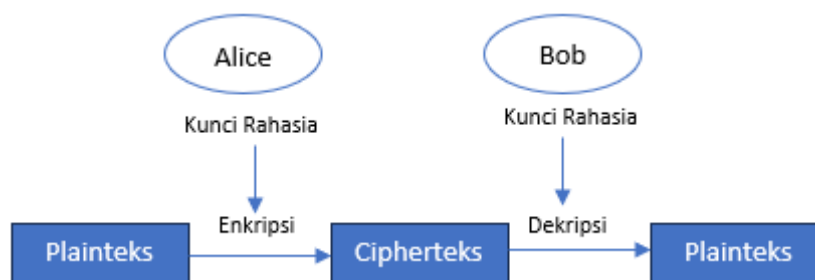 Alice
Bob
Kunci Rahasia
Kunci Rahasia
Enkripsi
Dekripsi
Plainteks
Cipherteks
Plainteks